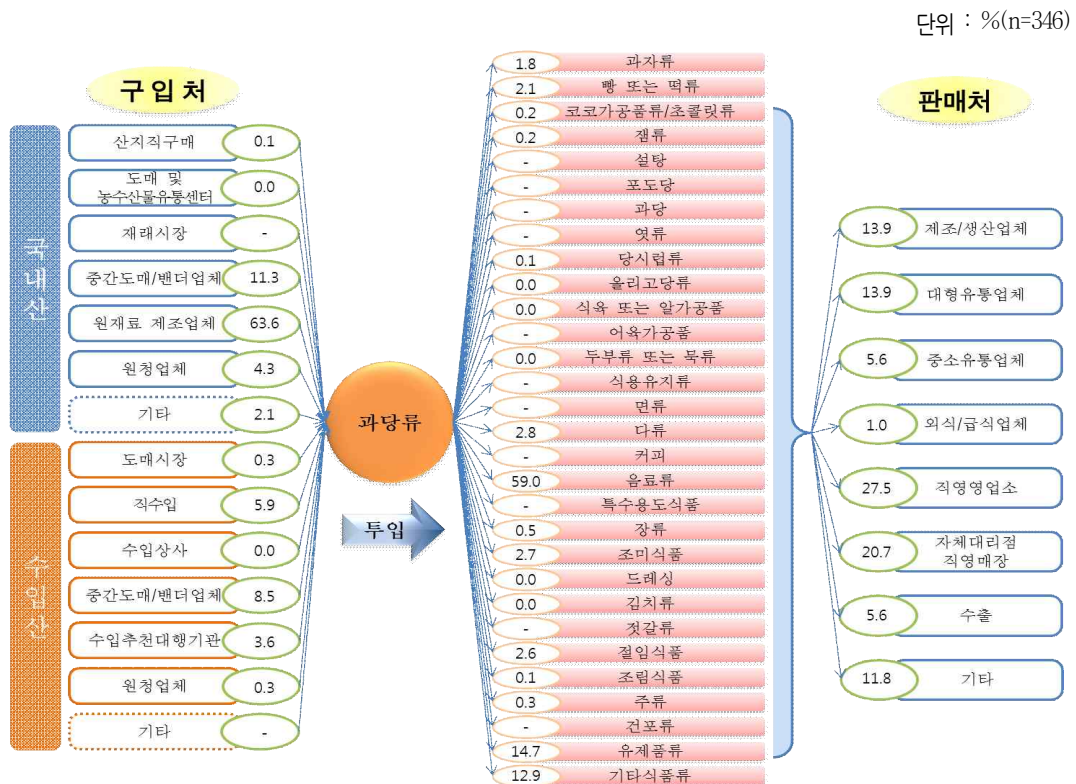 단위 : %(n=346)
구입처
국내산
산지직구매 0.1
도매 및
농수산물유통센터 0.0
재래시장 -
중간도매/밴더업체 11.3
원재료 제조업체 63.6
원청업체 4.3
기타 2.1
수입산
도매시장 0.3
직수입 5.9
수입상사 0.0
중간도매/밴더업체 8.5
수입추천대행기관 3.6
원청업체 0.3
기타 -
과당류
투입
1.8 과자류
2.1 빵 또는 떡류
0.2 코코가공품류/초콜릿류
0.2 잼류
- 설탕
- 포도당
- 과당
- 엿류
0.1 당시럽류
0.0 올리고당류
0.0 식육 또는 알가공품
- 어육가공품
0.0 두부류 또는 묵류
- 식용유지류
- 면류
2.8 다류
- 커피
59.0 음료류
- 특수용도식품
0.5 장류
2.7 조미식품
0.0 드레싱
0.0 김치류
- 젓갈류
2.6 절임식품
0.1 조림식품
0.3 주류
- 건포류
14.7 유제품류
12.9 기타식품류
판매처
13.9 제조/생산업체
13.9 대형유통업체
5.6 중소유통업체
1.0 외식/급식업체
27.5 직영영업소
20.7 자체대리점
직영매장
5.6 수출
11.8 기타